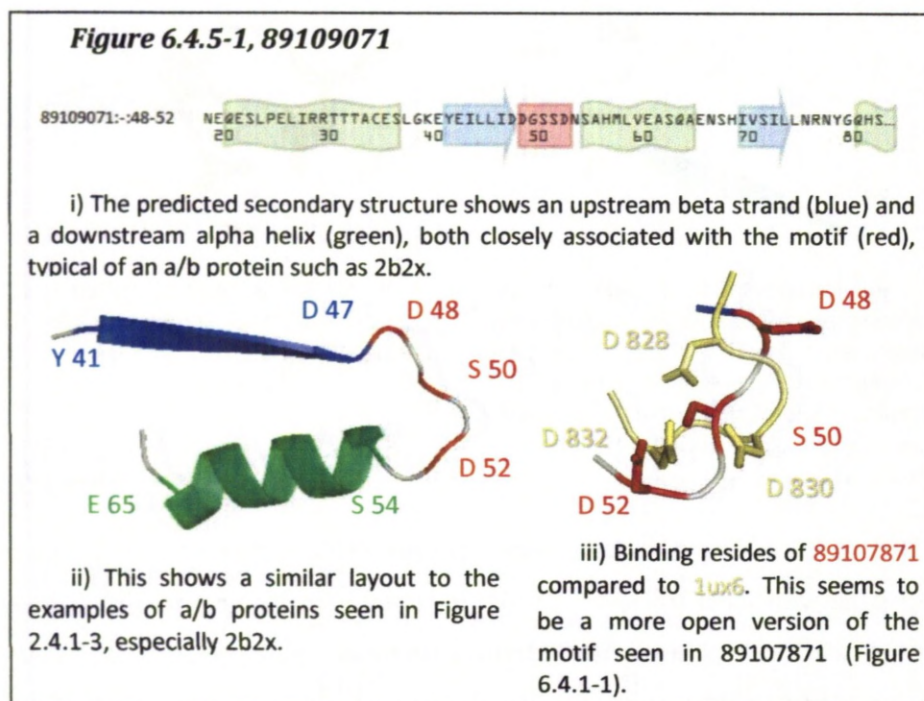 Figure 6.4.5-1, 89109071
89109071:-:48-52 NEQESLPELIRRTTTACESLGKEYEILLIDDGSSDNSAHMLVEASQAENSHIVSILLNRNYGQHS...
20 30 40 50 60 70 80
i) The predicted secondary structure shows an upstream beta strand (blue) and
a downstream alpha helix (green), both closely associated with the motif (red),
typical of an a/b protein such as 2b2x.
D 47 D 48
Y 41
S 50
D 52
E 65 S 54
D 48
D 828
D 832
S 50
D 52
D 830
ii) This shows a similar layout to the
examples of a/b proteins seen in Figure
2.4.1-3, especially 2b2x.
iii) Binding resides of 89107871
compared to 1ux6. This seems to
be a more open version of the
motif seen in 89107871 (Figure
6.4.1-1).